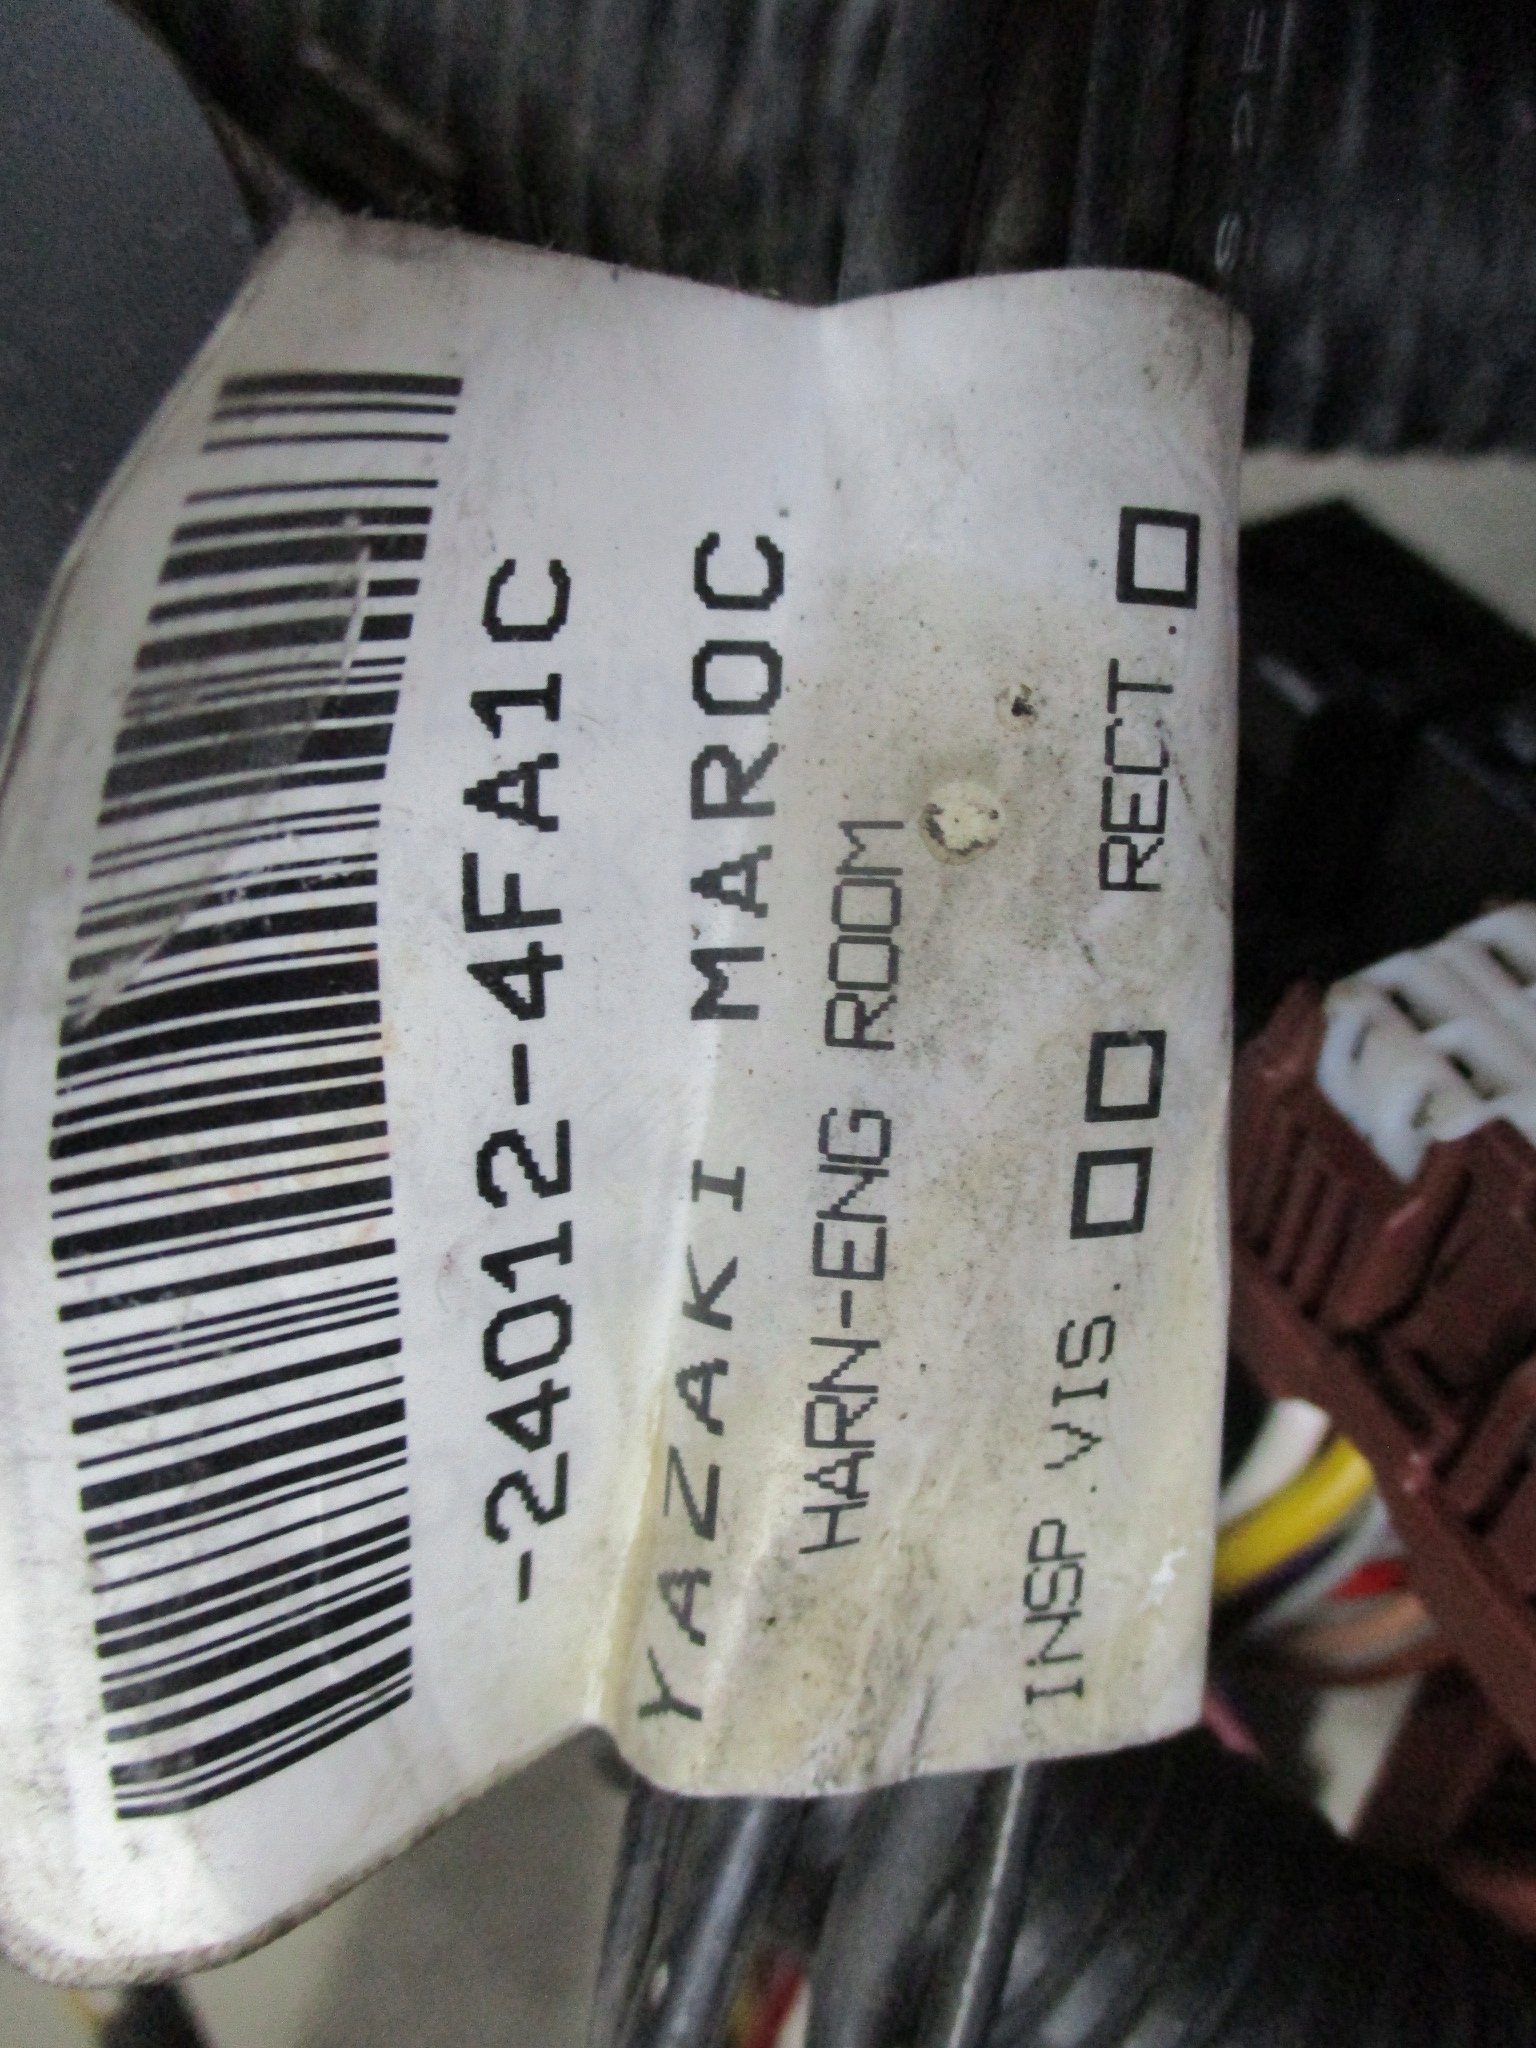 -24012-4FA1C
YAZAKI MAROC
HARN-ENG ROOM
INSP.VIS. □□ RECT.□